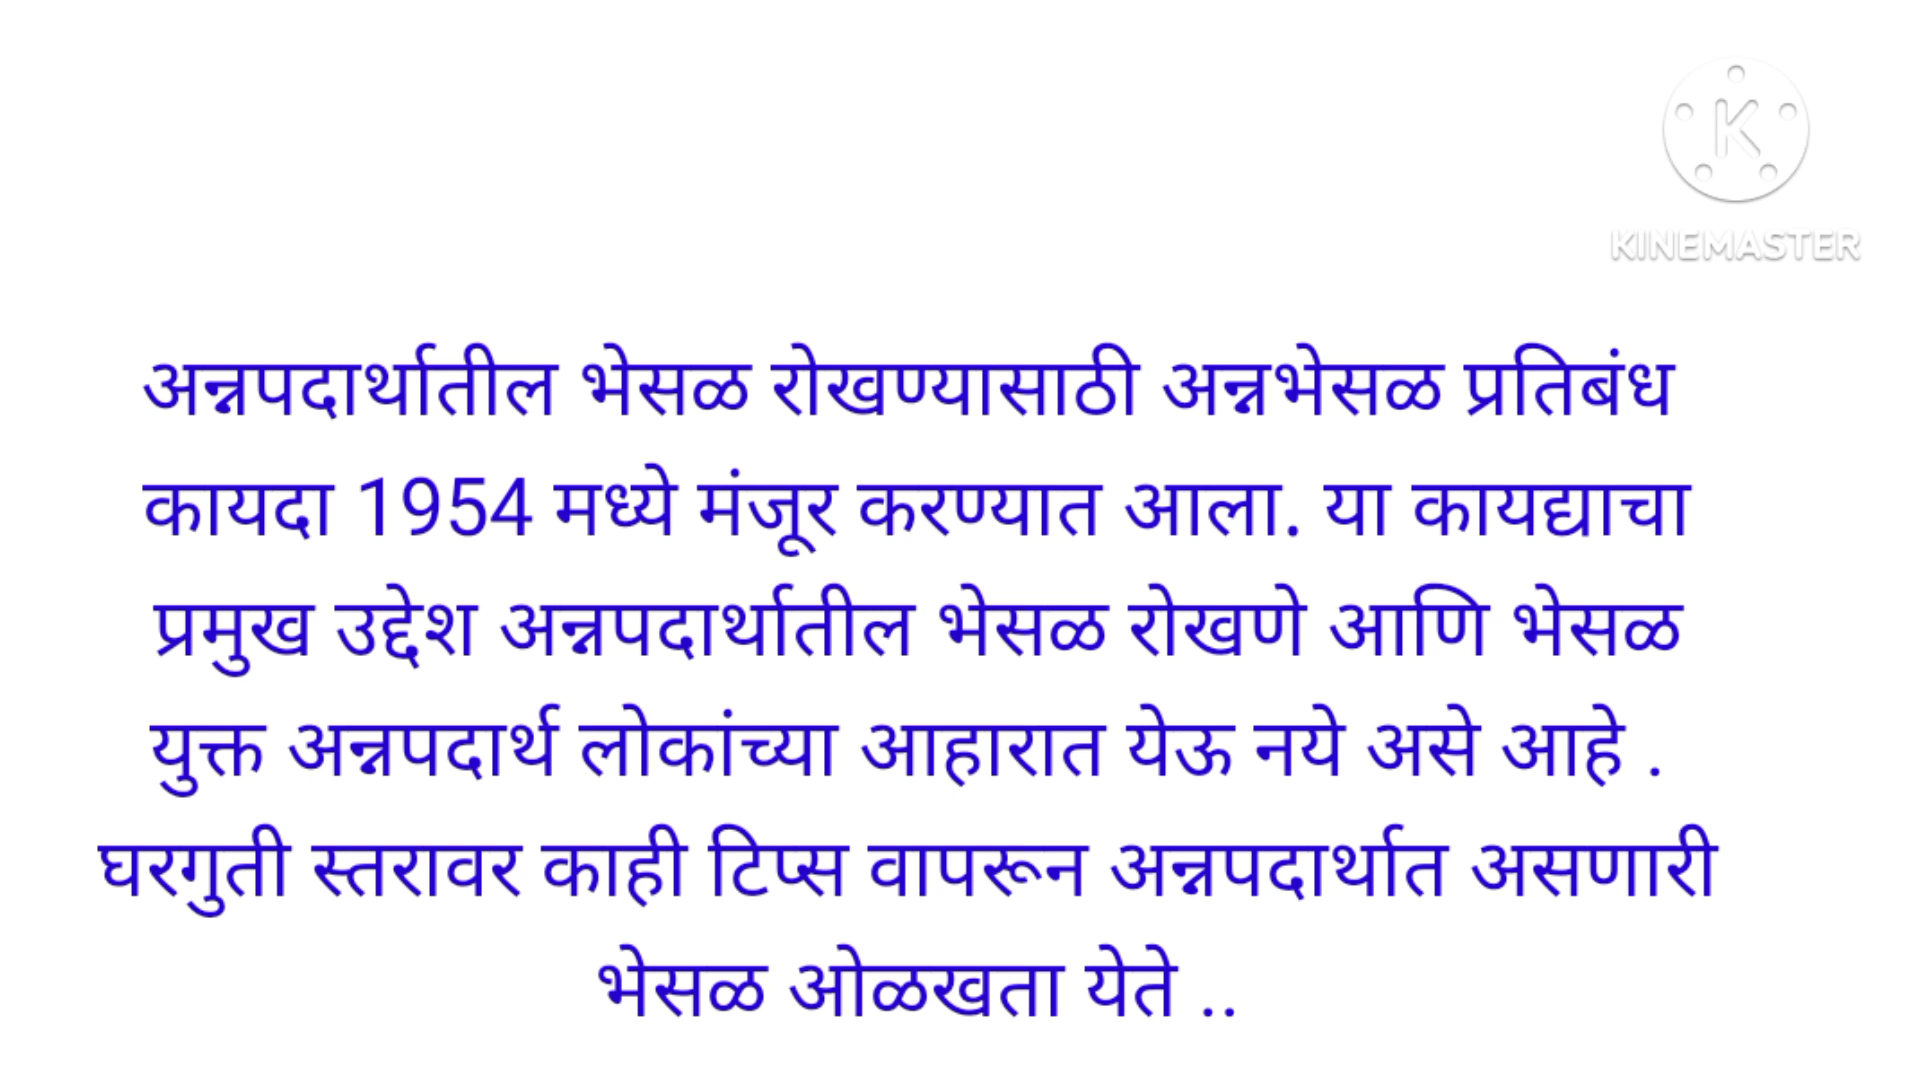 K
KINEMASTER
अन्नपदार्थातील भेसळ रोखण्यासाठी अन्नभेसळ प्रतिबंध
कायदा 1954 मध्ये मंजूर करण्यात आला. या कायद्याचा
प्रमुख उद्देश अन्नपदार्थातील भेसळ रोखणे आणि भेसळ
युक्त अन्नपदार्थ लोकांच्या आहारात येऊ नये असे आहे .
घरगुती स्तरावर काही टिप्स वापरून अन्नपदार्थात असणारी
भेसळ ओळखता येते ..